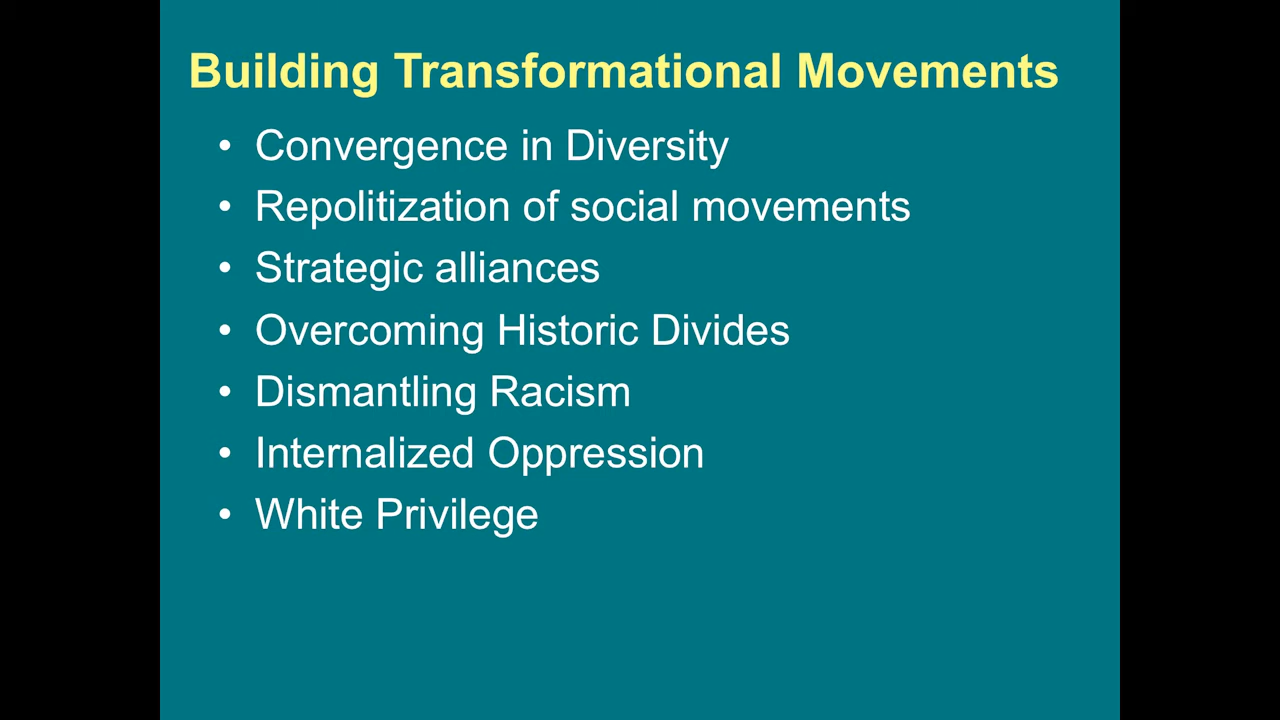 Building Transformational Movements
• Convergence in Diversity
• Repolitization of social movements
• Strategic alliances
• Overcoming Historic Divides
• Dismantling Racism
• Internalized Oppression
• White Privilege